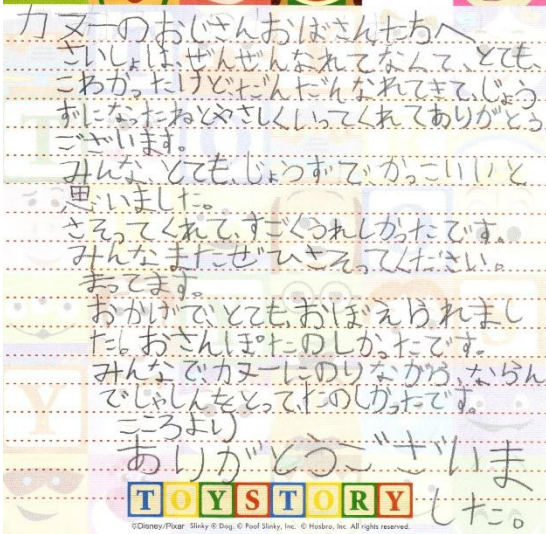 カヌーのおじさんおばさんたちへ
さいしょは、ぜんぜんなれてなくて、とても、
こわかったけど、だんだんなれてきて、じょう
ずになったねとやさしくいってくれてありがとう
ございます。
みんな、とても、じょうずで、かっこいいと
思いました。
さそってくれて、すごくうれしかったです。
みんなまたぜひさそってください。
まってます。
おかげで、とても、おぼえられまし
た。おさんぽたのしかったです。
みんなで、カヌーにのりながら、ならん
でしゃしんをとって、たのしかったです。
こころより
ありがとうございま
した。
TOYSTORY
©Disney/Pixar Slinky ® Dog. © Poof Slinky, Inc. © Hasbro, Inc. All rights reserved.